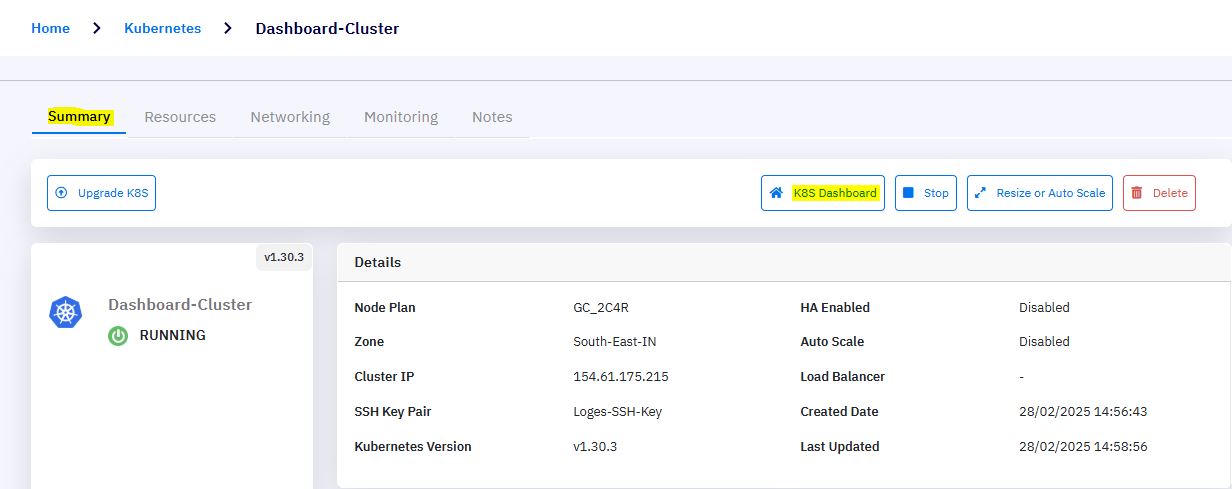 Home > Kubernetes > Dashboard-Cluster
Summary Resources Networking Monitoring Notes
Upgrade K8S K8S Dashboard Stop Resize or Auto Scale Delete
v1.30.3
Dashboard-Cluster
RUNNING
Details
Node Plan GC_2C4R HA Enabled Disabled
Zone South-East-IN Auto Scale Disabled
Cluster IP 154.61.175.215 Load Balancer -
SSH Key Pair Loges-SSH-Key Created Date 28/02/2025 14:56:43
Kubernetes Version v1.30.3 Last Updated 28/02/2025 14:58:56